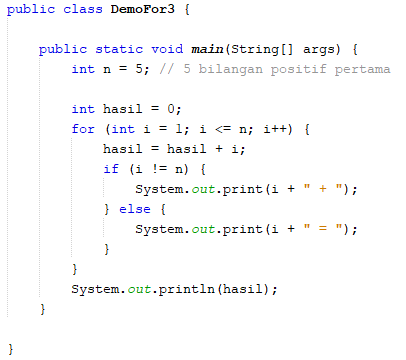 public class DemoFor3 {
public static void main(String[] args) {
int n = 5; // 5 bilangan positif pertama
int hasil = 0;
for (int i = 1; i <= n; i++) {
hasil = hasil + i;
if (i != n) {
System.out.print(i + " + ");
} else {
System.out.print(i + " = ");
}
}
System.out.println(hasil);
}
}